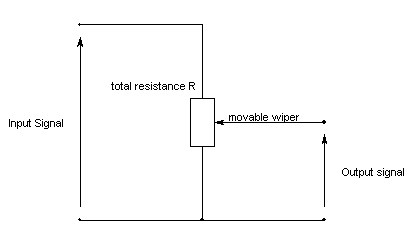 total resistance R
movable wiper
Input Signal
Output signal